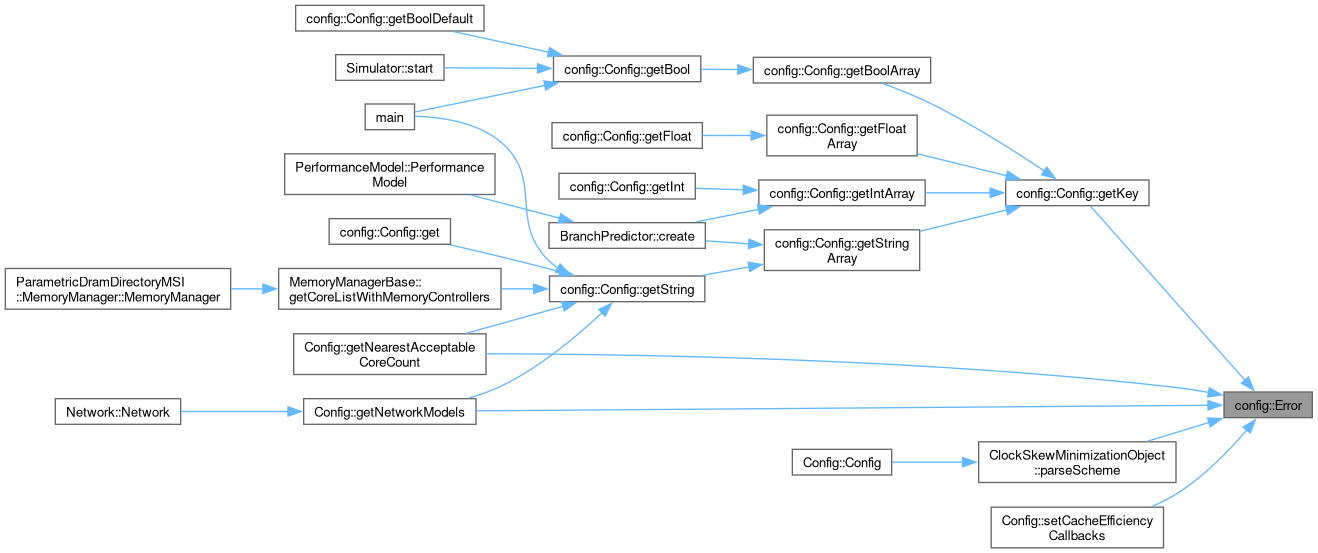 config::Config::getBoolDefault
Simulator::start
config::Config::getBool
config::Config::getBoolArray
main
config::Config::getFloat
config::Config::getFloat
Array
PerformanceModel::Performance
Model
config::Config::getInt
config::Config::getIntArray
config::Config::getKey
config::Config::get
BranchPredictor::create
config::Config::getString
Array
ParametricDramDirectoryMSI
::MemoryManager::MemoryManager
MemoryManagerBase::
getCoreListWithMemoryControllers
config::Config::getString
Config::getNearestAcceptable
CoreCount
Network::Network
Config::getNetworkModels
config::Error
Config::Config
ClockSkewMinimizationObject
::parseScheme
Config::setCacheEfficiency
Callbacks